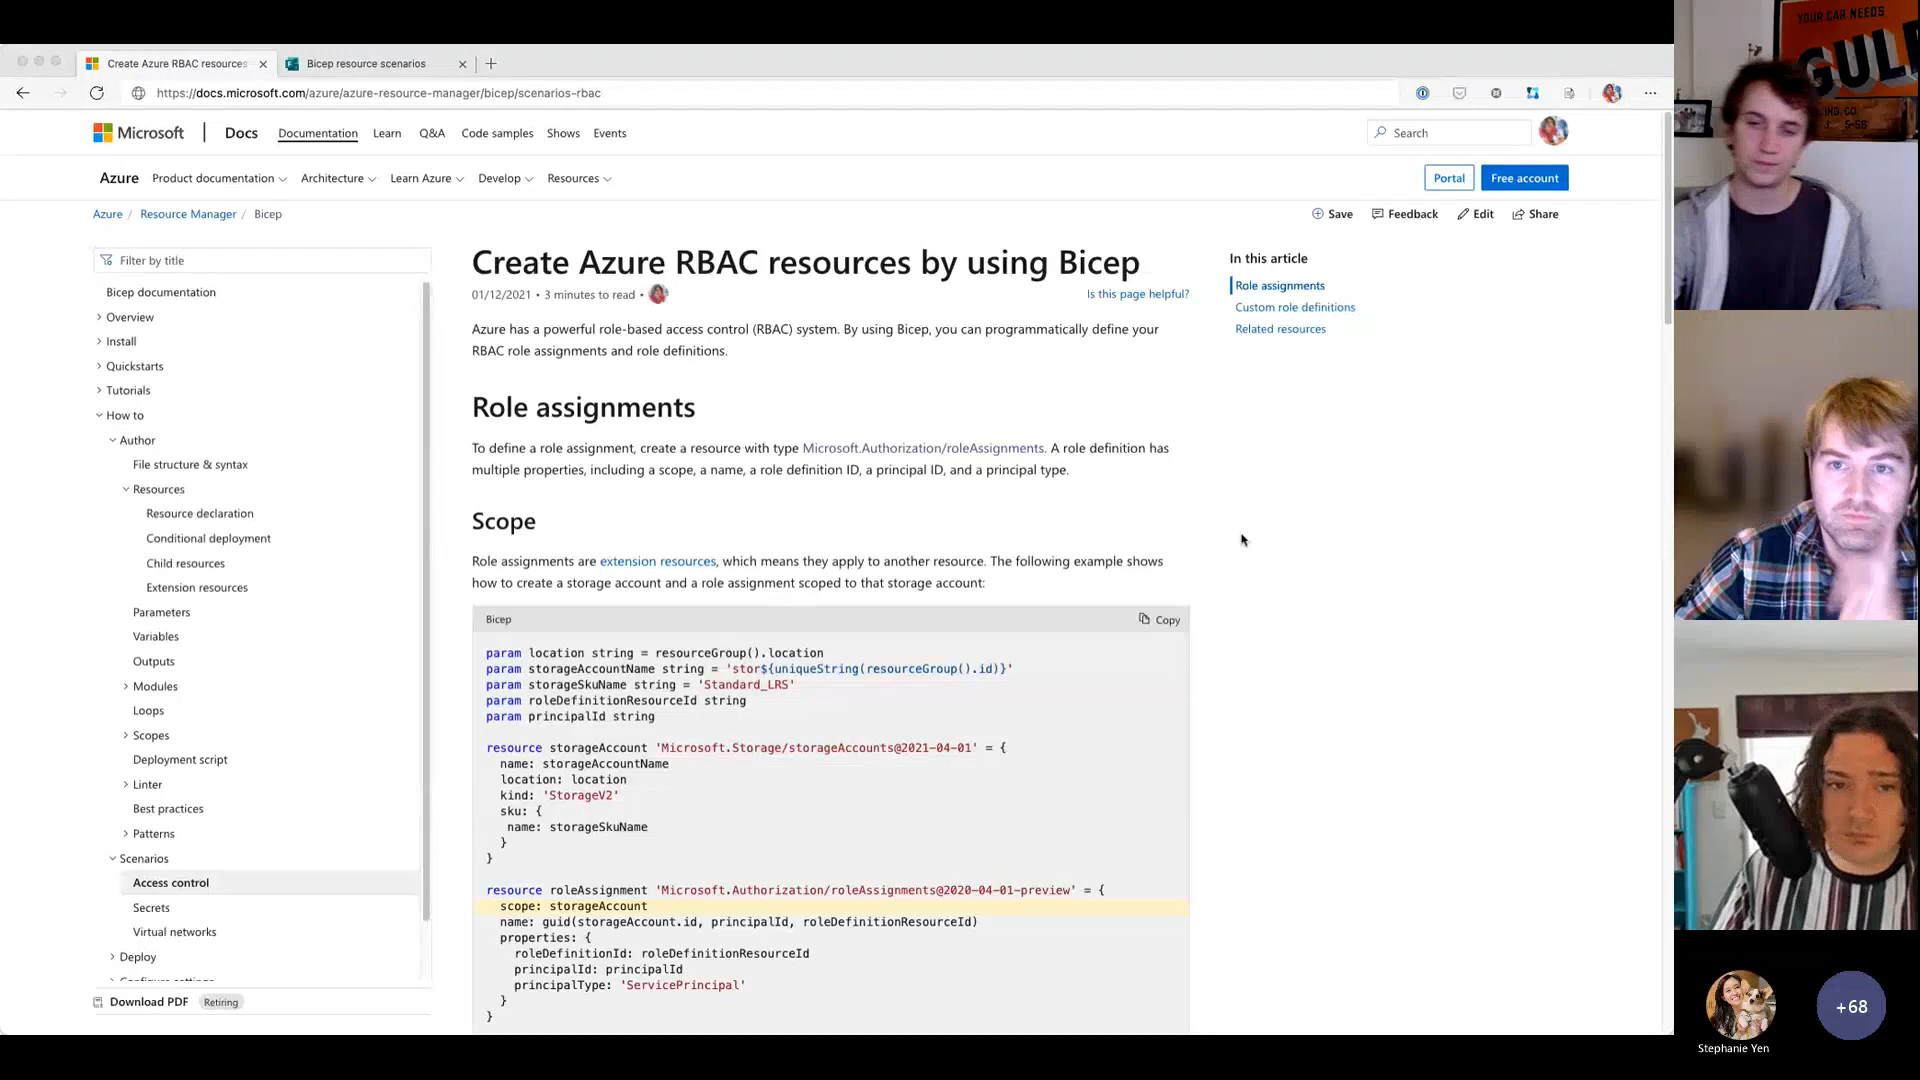 Create Azure RBAC resources
Bicep resource scenarios
https://docs.microsoft.com/azure/azure-resource-manager/bicep/scenarios-rbac
Microsoft
Docs
Documentation
Learn
Q&A
Code samples
Shows
Events
Search
Azure
Product documentation
Architecture
Learn Azure
Develop
Resources
Portal
Free account
Azure / Resource Manager / Bicep
Save
Feedback
Edit
Share
Filter by title
Bicep documentation
Overview
Install
Quickstarts
Tutorials
How to
Author
File structure & syntax
Resources
Resource declaration
Conditional deployment
Child resources
Extension resources
Parameters
Variables
Outputs
Modules
Loops
Scopes
Deployment script
Linter
Best practices
Patterns
Scenarios
Access control
Secrets
Virtual networks
Deploy
Download PDF
Retiring
Create Azure RBAC resources by using Bicep
01/12/2021 • 3 minutes to read •
Is this page helpful?
Azure has a powerful role-based access control (RBAC) system. By using Bicep, you can programmatically define your
RBAC role assignments and role definitions.
Role assignments
To define a role assignment, create a resource with type Microsoft.Authorization/roleAssignments. A role definition has
multiple properties, including a scope, a name, a role definition ID, a principal ID, and a principal type.
Scope
Role assignments are extension resources, which means they apply to another resource. The following example shows
how to create a storage account and a role assignment scoped to that storage account:
Bicep
Copy
param location string = resourceGroup().location
param storageAccountName string = 'stor${uniqueString(resourceGroup().id)}'
param storageSkuName string = 'Standard_LRS'
param roleDefinitionResourceId string
param principalId string
resource storageAccount 'Microsoft.Storage/storageAccounts@2021-04-01' = {
name: storageAccountName
location: location
kind: 'StorageV2'
sku: {
name: storageSkuName
}
}
resource roleAssignment 'Microsoft.Authorization/roleAssignments@2020-04-01-preview' = {
scope: storageAccount
name: guid(storageAccount.id, principalId, roleDefinitionResourceId)
properties: {
roleDefinitionId: roleDefinitionResourceId
principalId: principalId
principalType: 'ServicePrincipal'
}
}
In this article
Role assignments
Custom role definitions
Related resources
YOUR CAR NEEDS
GUL
Stephanie Yen
+68